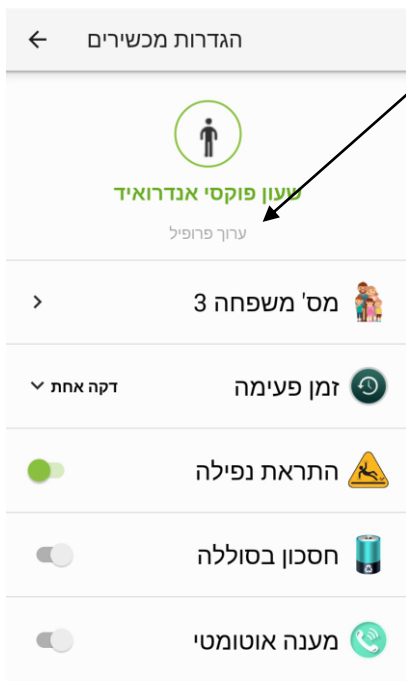 הגדרות מכשירים
שעון פוקסי אנדרואיד
ערוך פרופיל
מס' משפחה 3
זמן פעימה
דקה אחת
התראת נפילה
חסכון בסוללה
מענה אוטומטי